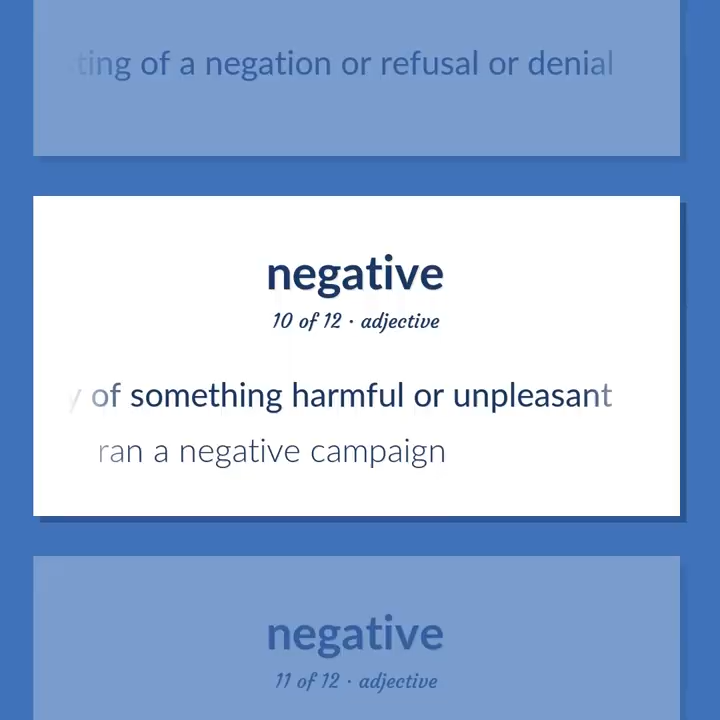 of a negation or refusal or denial
negative
10 of 12 · adjective
of something harmful or unpleasant
ran a negative campaign
negative
11 of 12 · adjective